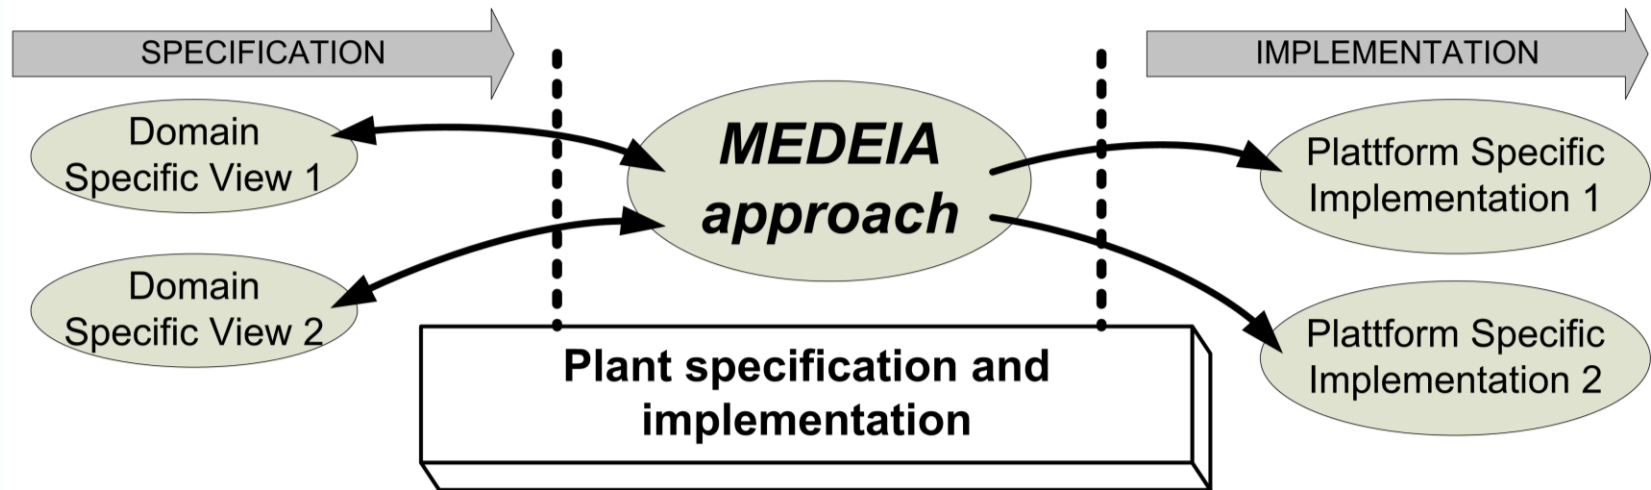 SPECIFICATION
IMPLEMENTATION
Domain
Specific View 1
MEDEIA
approach
Plattform Specific
Implementation 1
Domain
Specific View 2
Plattform Specific
Implementation 2
Plant specification and
implementation